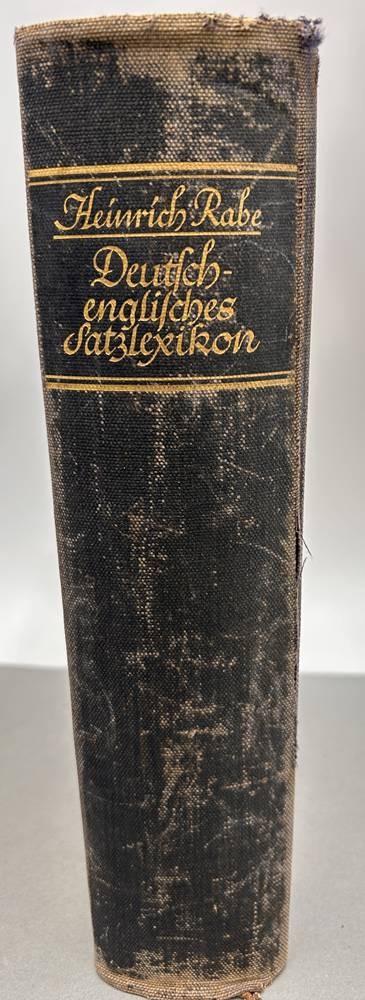 Heinrich Rabe
Deutſch-
engliſches
Satzlexikon